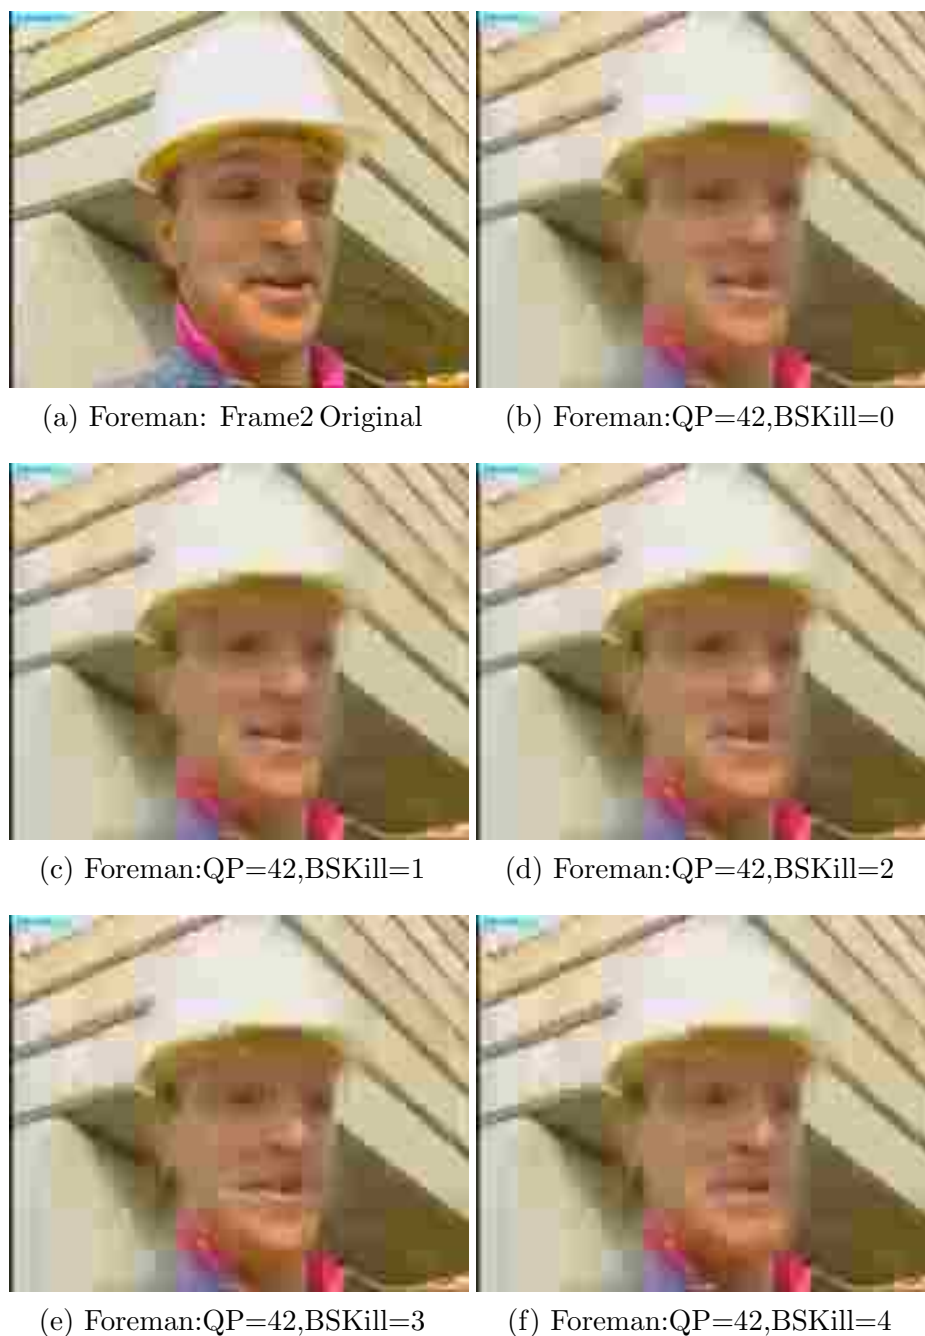 (a) Foreman: Frame2 Original
(b) Foreman:QP=42,BSKill=0
(c) Foreman:QP=42,BSKill=1
(d) Foreman:QP=42,BSKill=2
(e) Foreman:QP=42,BSKill=3
(f) Foreman:QP=42,BSKill=4